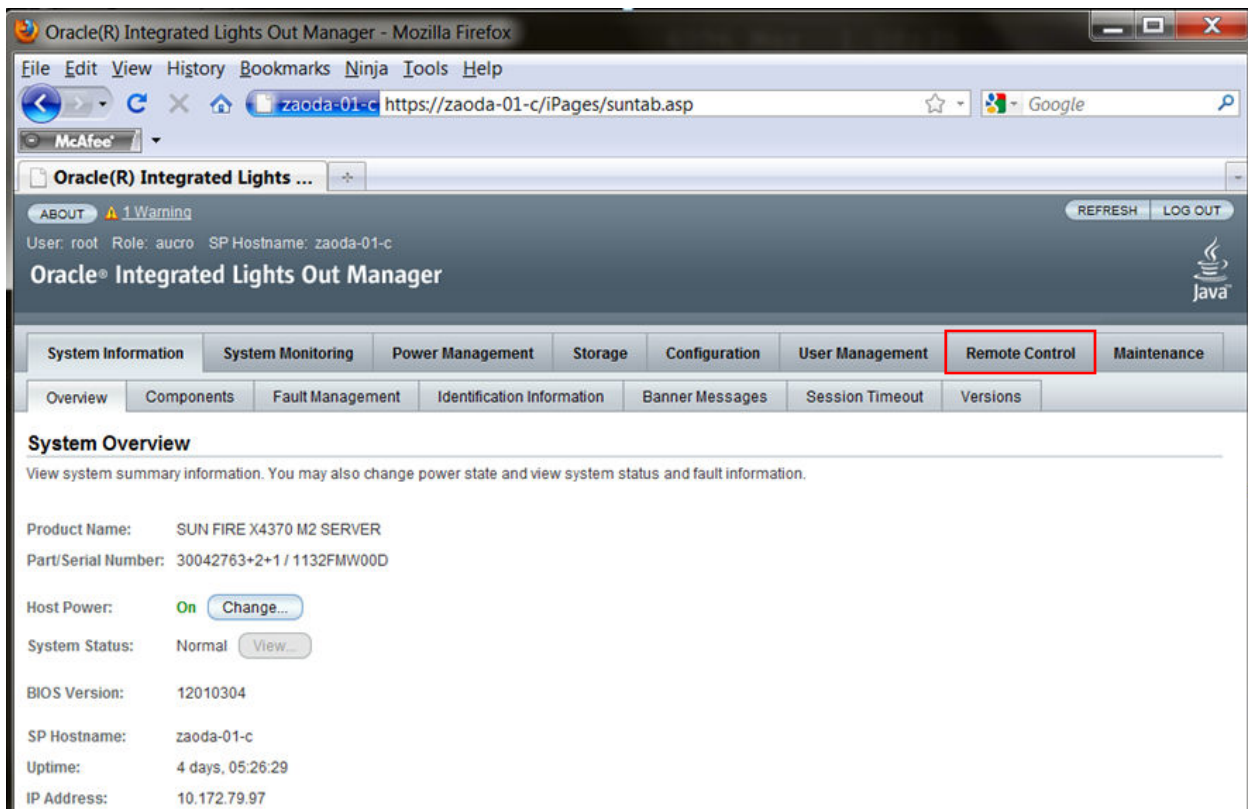 Oracle(R) Integrated Lights Out Manager - Mozilla Firefox
File Edit View History Bookmarks Ninja Tools Help
zaoda-01-c https://zaoda-01-c/iPages/suntab.asp Google
McAfee
Oracle(R) Integrated Lights ...
ABOUT 1 Warning REFRESH LOG OUT
User: root Role: aucro SP Hostname: zaoda-01-c
Oracle® Integrated Lights Out Manager
Java™
System Information System Monitoring Power Management Storage Configuration User Management Remote Control Maintenance
Overview Components Fault Management Identification Information Banner Messages Session Timeout Versions
System Overview
View system summary information. You may also change power state and view system status and fault information.
Product Name: SUN FIRE X4370 M2 SERVER
Part/Serial Number: 30042763+2+1 / 1132FMW00D
Host Power: On Change...
System Status: Normal View...
BIOS Version: 12010304
SP Hostname: zaoda-01-c
Uptime: 4 days, 05:26:29
IP Address: 10.172.79.97